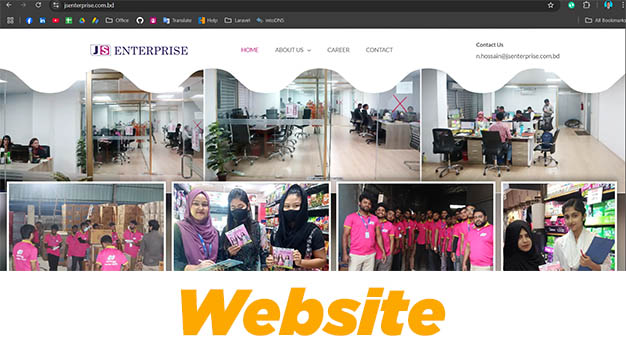 jsenterprise.com.bd
Office
Translate
Help
Laravel
intoDNS
All Bookmarks
JS ENTERPRISE
HOME
ABOUT US
CAREER
CONTACT
Contact Us
n.hossain@jsenterprise.com.bd
Website